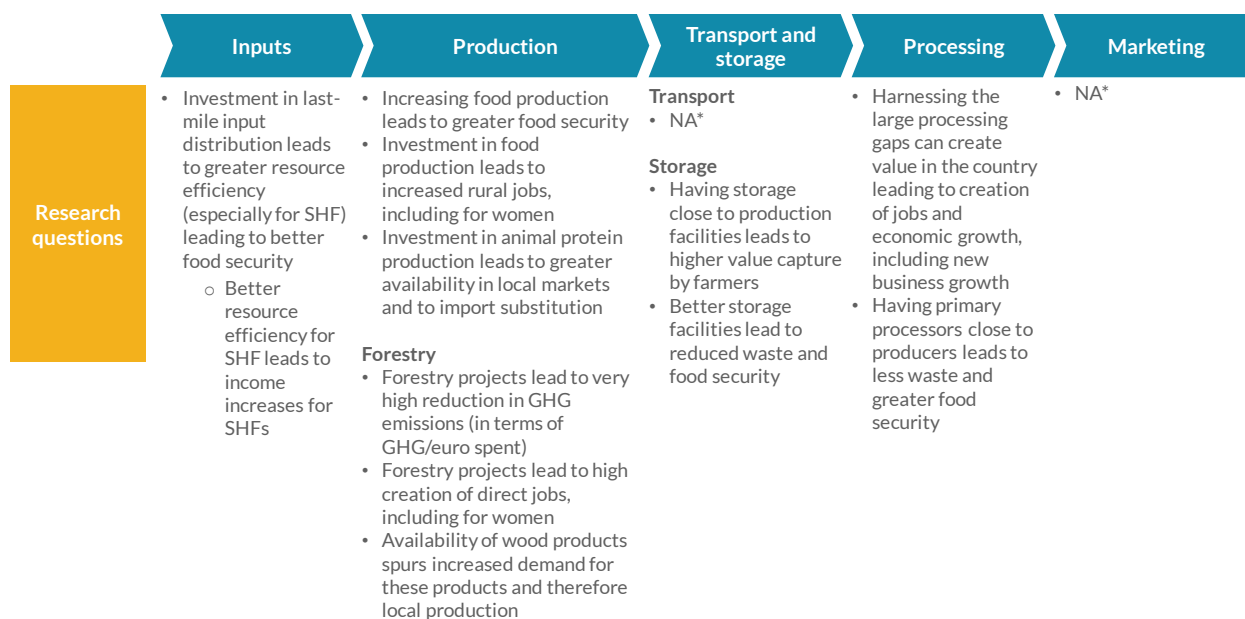 Inputs
Production
Transport and
storage
Processing
Marketing
Research
questions
• Investment in last-
mile input
distribution leads
to greater resource
efficiency
(especially for SHF)
leading to better
food security
o Better
resource
efficiency for
SHF leads to
income
increases for
SHFs
• Increasing food production
leads to greater food security
• Investment in food
production leads to
increased rural jobs,
including for women
• Investment in animal protein
production leads to greater
availability in local markets
and to import substitution
Forestry
• Forestry projects lead to very
high reduction in GHG
emissions (in terms of
GHG/euro spent)
• Forestry projects lead to high
creation of direct jobs,
including for women
• Availability of wood products
spurs increased demand for
these products and therefore
local production
Transport
• NA*
Storage
• Having storage
close to production
facilities leads to
higher value capture
by farmers
• Better storage
facilities lead to
reduced waste and
food security
• Harnessing the
large processing
gaps can create
value in the country
leading to creation
of jobs and
economic growth,
including new
business growth
• Having primary
processors close to
producers leads to
less waste and
greater food
security
• NA*